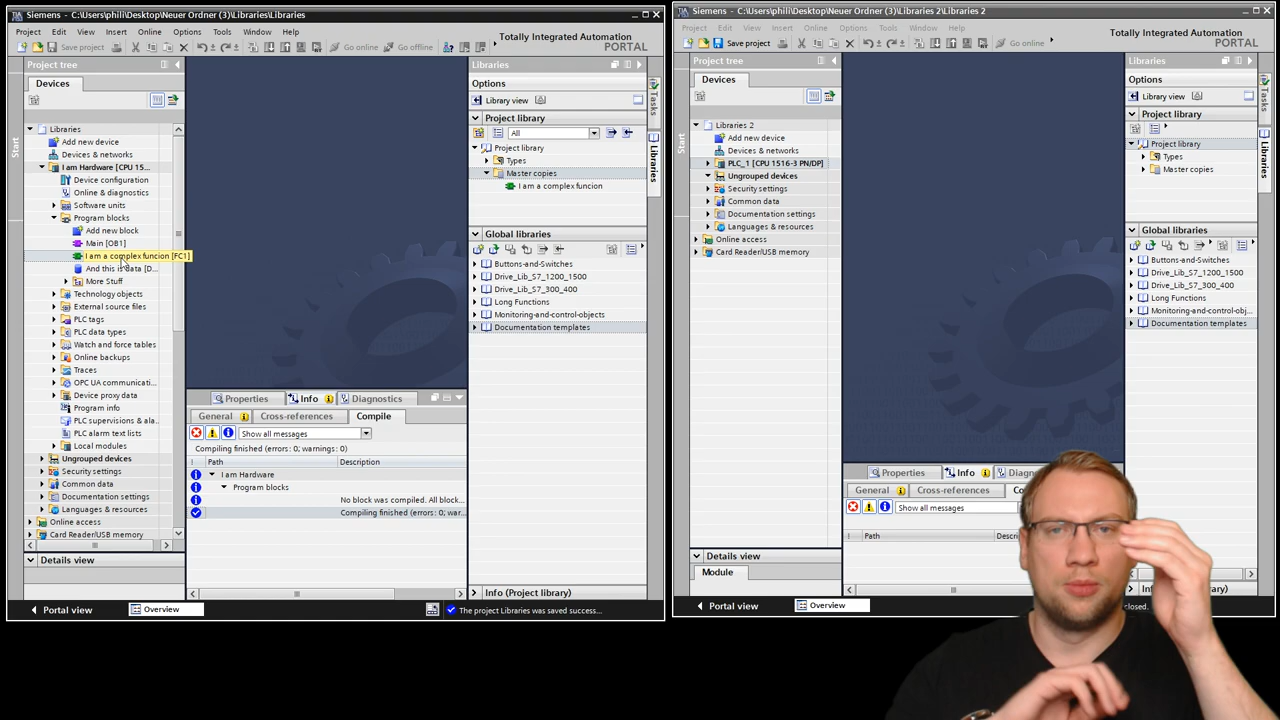 Siemens - C:\Users\phili\Desktop\Neuer Ordner (3)\Libraries\Libraries
Project Edit View Insert Online Options Tools Window Help
Save project
Go online
Go offline
Totally Integrated Automation
PORTAL
Project tree
Devices
Start
Libraries
Add new device
Devices & networks
I am Hardware [CPU 15...
Device configuration
Online & diagnostics
Software units
Program blocks
Add new block
Main [OB1]
I am a complex funcion [FC1]
And this is data [D...
More Stuff
Technology objects
External source files
PLC tags
PLC data types
Watch and force tables
Online backups
Traces
OPC UA communicati...
Device proxy data
Program info
PLC supervisions & ala...
PLC alarm text lists
Local modules
Ungrouped devices
Security settings
Common data
Documentation settings
Languages & resources
Online access
Card Reader/USB memory
Details view
Portal view
Overview
The project Libraries was saved success...
Properties
Info
Diagnostics
General
Cross-references
Compile
Show all messages
Compiling finished (errors: 0; warnings: 0)
!
Path
Description
I am Hardware
Program blocks
No block was compiled. All block...
Compiling finished (errors: 0; war...
Libraries
Options
Library view
Project library
All
Project library
Types
Master copies
I am a complex funcion
Global libraries
Buttons-and-Switches
Drive_Lib_S7_1200_1500
Drive_Lib_S7_300_400
Long Functions
Monitoring-and-control-objects
Documentation templates
Info (Project library)
Tasks
Libraries
Siemens - C:\Users\phili\Desktop\Neuer Ordner (3)\Libraries 2\Libraries 2
Project Edit View Insert Online Options Tools Window Help
Save project
Go online
Totally Integrated Automation
PORTAL
Project tree
Devices
Start
Libraries 2
Add new device
Devices & networks
PLC_1 [CPU 1516-3 PN/DP]
Ungrouped devices
Security settings
Common data
Documentation settings
Languages & resources
Online access
Card Reader/USB memory
Details view
Module
Portal view
Overview
closed.
Properties
Info
General
Cross-references
Show all messages
!
Path
Libraries
Options
Library view
Project library
Project library
Types
Master copies
Global libraries
Buttons-and-Switches
Drive_Lib_S7_1200_1500
Drive_Lib_S7_300_400
Long Functions
Monitoring-and-control-obj...
Documentation templates
Tasks
Libraries